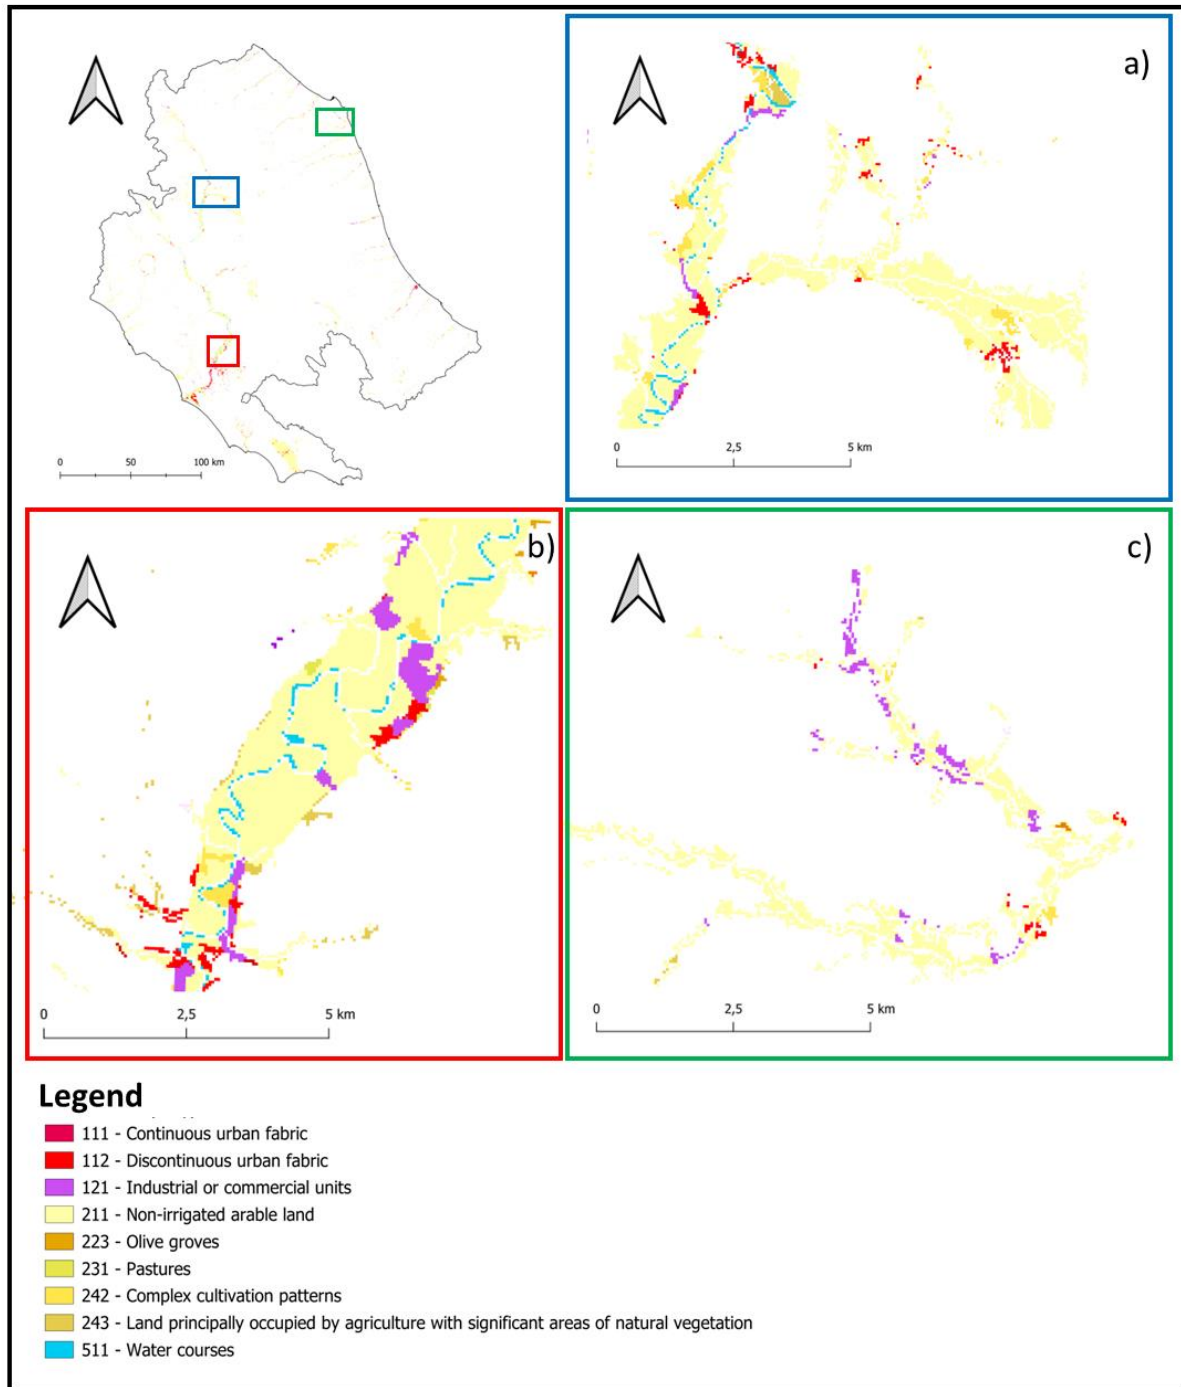 a)
0 50 100 km
0 2,5 5 km
b)
c)
0 2,5 5 km
0 2,5 5 km
Legend
111 - Continuous urban fabric
112 - Discontinuous urban fabric
121 - Industrial or commercial units
211 - Non-irrigated arable land
223 - Olive groves
231 - Pastures
242 - Complex cultivation patterns
243 - Land principally occupied by agriculture with significant areas of natural vegetation
511 - Water courses